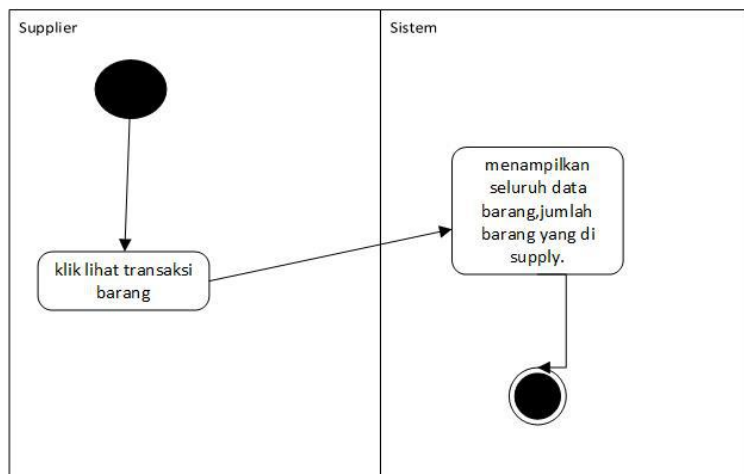 Supplier
Sistem
klik lihat transaksi
barang
menampilkan
seluruh data
barang,jumlah
barang yang di
supply.